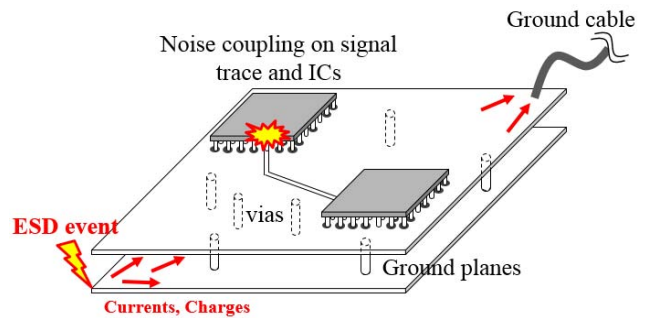 Ground cable
Noise coupling on signal
trace and ICs
vias
ESD event
Ground planes
Currents, Charges